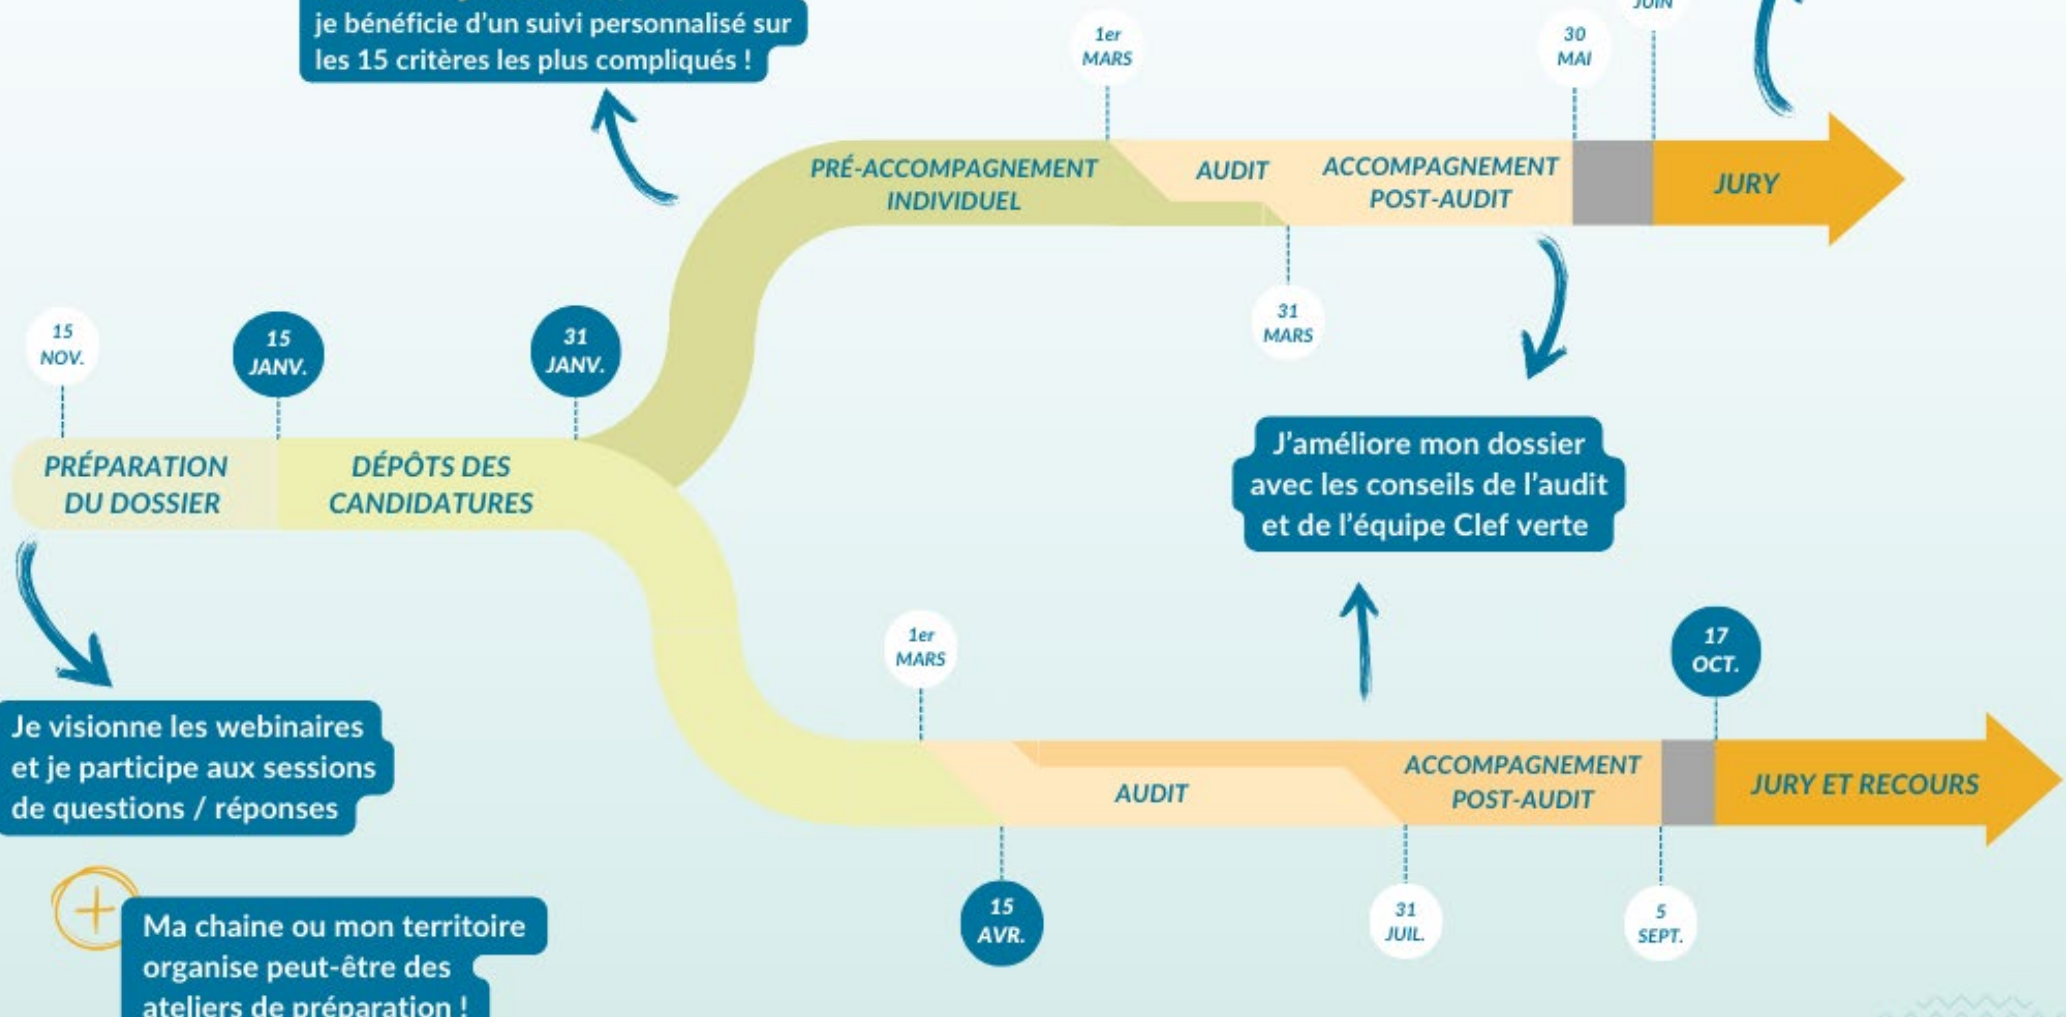 je bénéficie d'un suivi personnalisé sur
les 15 critères les plus compliqués !
1er
MARS
30
MAI
JUIN
PRÉ-ACCOMPAGNEMENT
INDIVIDUEL
AUDIT
ACCOMPAGNEMENT
POST-AUDIT
JURY
31
MARS
15
NOV.
15
JANV.
31
JANV.
PRÉPARATION
DU DOSSIER
DÉPÔTS DES
CANDIDATURES
J'améliore mon dossier
avec les conseils de l'audit
et de l'équipe Clef verte
1er
MARS
17
OCT.
Je visionne les webinaires
et je participe aux sessions
de questions / réponses
AUDIT
ACCOMPAGNEMENT
POST-AUDIT
JURY ET RECOURS
15
AVR.
31
JUIL.
5
SEPT.
Ma chaine ou mon territoire
organise peut-être des
ateliers de préparation !